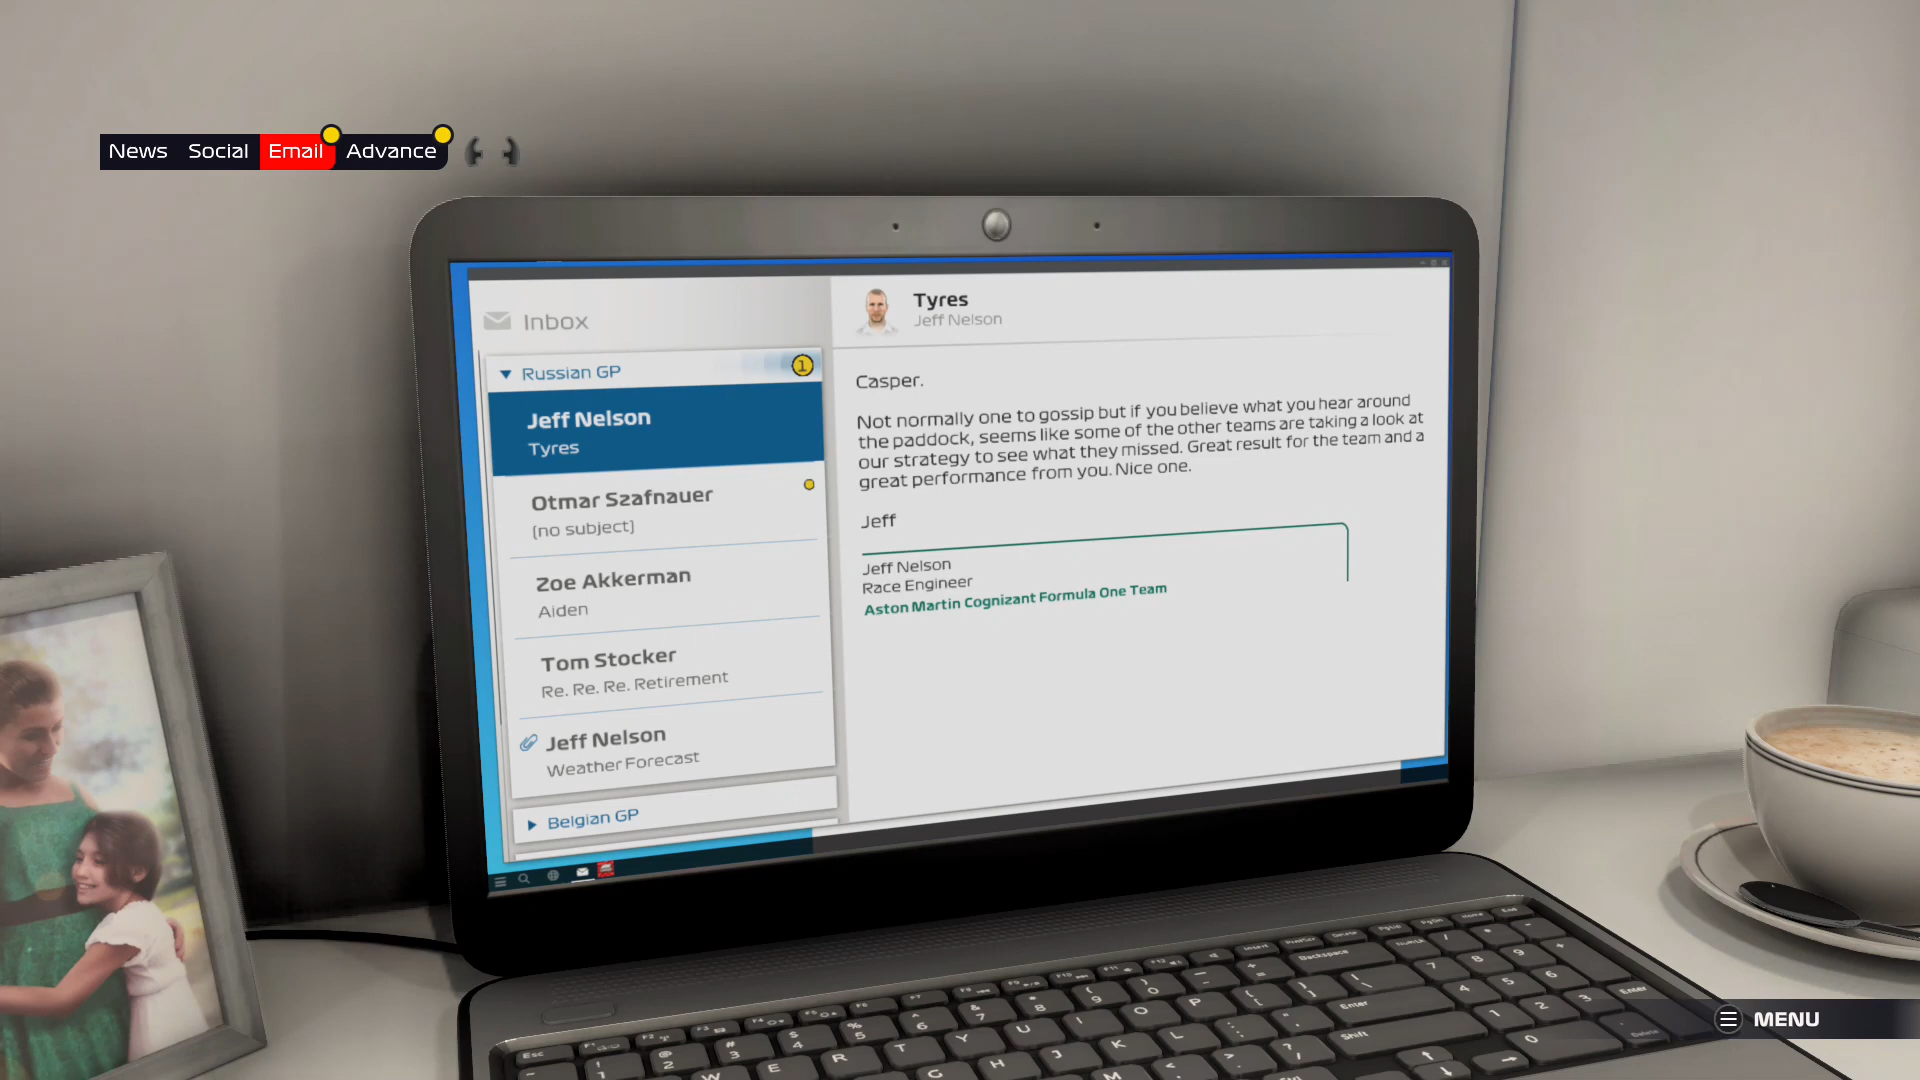 News Social Email Advance
Inbox
Russian GP 1
Jeff Nelson
Tyres
Otmar Szafnauer
(no subject)
Zoe Akkerman
Aiden
Tom Stocker
Re. Re. Re. Retirement
Jeff Nelson
Weather Forecast
Belgian GP
Tyres
Jeff Nelson
Casper.
Not normally one to gossip but if you believe what you hear around
the paddock, seems like some of the other teams are taking a look at
our strategy to see what they missed. Great result for the team and a
great performance from you. Nice one.
Jeff
Jeff Nelson
Race Engineer
Aston Martin Cognizant Formula One Team
MENU